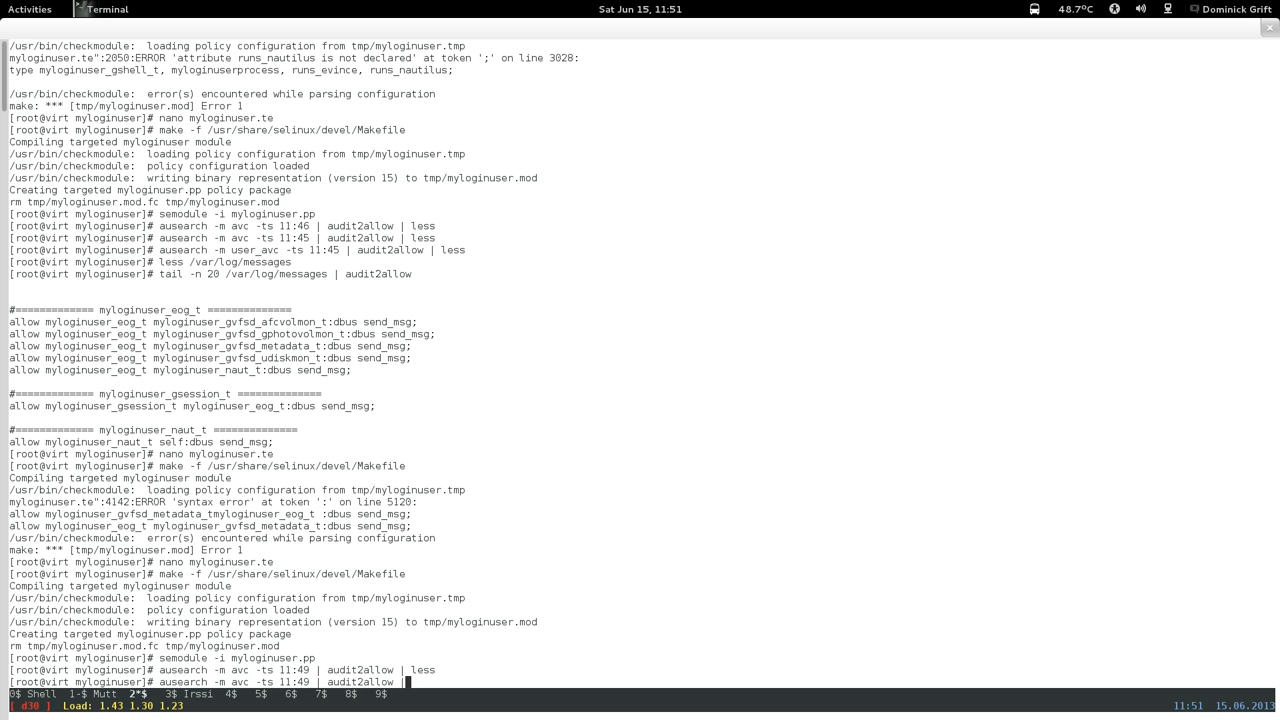 Activities Terminal Sat Jun 15, 11:51 48.7°C Dominick Grift
/usr/bin/checkmodule:  loading policy configuration from tmp/myloginuser.tmp
myloginuser.te":2050:ERROR 'attribute runs_nautilus is not declared' at token ';' on line 3028:
type myloginuser_gshell_t, myloginuserprocess, runs_evince, runs_nautilus;

/usr/bin/checkmodule:  error(s) encountered while parsing configuration
make: *** [tmp/myloginuser.mod] Error 1
[root@virt myloginuser]# nano myloginuser.te
[root@virt myloginuser]# make -f /usr/share/selinux/devel/Makefile
Compiling targeted myloginuser module
/usr/bin/checkmodule:  loading policy configuration from tmp/myloginuser.tmp
/usr/bin/checkmodule:  policy configuration loaded
/usr/bin/checkmodule:  writing binary representation (version 15) to tmp/myloginuser.mod
Creating targeted myloginuser.pp policy package
rm tmp/myloginuser.mod.fc tmp/myloginuser.mod
[root@virt myloginuser]# semodule -i myloginuser.pp
[root@virt myloginuser]# ausearch -m avc -ts 11:46 | audit2allow | less
[root@virt myloginuser]# ausearch -m avc -ts 11:45 | audit2allow | less
[root@virt myloginuser]# ausearch -m user_avc -ts 11:45 | audit2allow | less
[root@virt myloginuser]# less /var/log/messages
[root@virt myloginuser]# tail -n 20 /var/log/messages | audit2allow

#============= myloginuser_eog_t ==============
allow myloginuser_eog_t myloginuser_gvfsd_afcvolmon_t:dbus send_msg;
allow myloginuser_eog_t myloginuser_gvfsd_gphotovolmon_t:dbus send_msg;
allow myloginuser_eog_t myloginuser_gvfsd_metadata_t:dbus send_msg;
allow myloginuser_eog_t myloginuser_gvfsd_udiskmon_t:dbus send_msg;
allow myloginuser_eog_t myloginuser_naut_t:dbus send_msg;

#============= myloginuser_gsession_t ==============
allow myloginuser_gsession_t myloginuser_eog_t:dbus send_msg;

#============= myloginuser_naut_t ==============
allow myloginuser_naut_t self:dbus send_msg;
[root@virt myloginuser]# nano myloginuser.te
[root@virt myloginuser]# make -f /usr/share/selinux/devel/Makefile
Compiling targeted myloginuser module
/usr/bin/checkmodule:  loading policy configuration from tmp/myloginuser.tmp
myloginuser.te":4142:ERROR 'syntax error' at token ':' on line 5120:
allow myloginuser_gvfsd_metadata_tmyloginuser_eog_t :dbus send_msg;
allow myloginuser_eog_t myloginuser_gvfsd_metadata_t:dbus send_msg;
/usr/bin/checkmodule:  error(s) encountered while parsing configuration
make: *** [tmp/myloginuser.mod] Error 1
[root@virt myloginuser]# nano myloginuser.te
[root@virt myloginuser]# make -f /usr/share/selinux/devel/Makefile
Compiling targeted myloginuser module
/usr/bin/checkmodule:  loading policy configuration from tmp/myloginuser.tmp
/usr/bin/checkmodule:  policy configuration loaded
/usr/bin/checkmodule:  writing binary representation (version 15) to tmp/myloginuser.mod
Creating targeted myloginuser.pp policy package
rm tmp/myloginuser.mod.fc tmp/myloginuser.mod
[root@virt myloginuser]# semodule -i myloginuser.pp
[root@virt myloginuser]# ausearch -m avc -ts 11:49 | audit2allow | less
[root@virt myloginuser]# ausearch -m avc -ts 11:49 | audit2allow |
0$ Shell  1-$ Mutt  2*$   3$ Irssi  4$   5$   6$   7$   8$   9$
[ d30 ]  Load: 1.43 1.30 1.23 11:51  15.06.2013